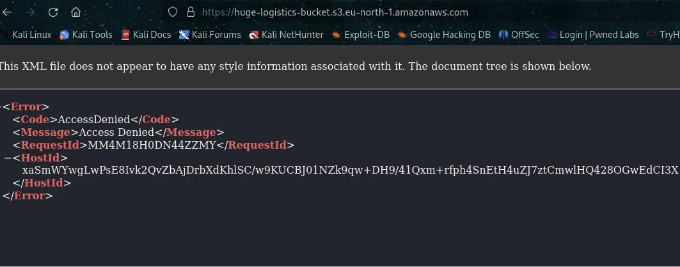 https://huge-logistics-bucket.s3.eu-north-1.amazonaws.com
Kali Linux Kali Tools Kali Docs Kali Forums Kali NetHunter Exploit-DB Google Hacking DB OffSec Login | Pwned Labs TryH
This XML file does not appear to have any style information associated with it. The document tree is shown below.
−<Error>
<Code>AccessDenied</Code>
<Message>Access Denied</Message>
<RequestId>MM4M18H0DN44ZZMY</RequestId>
−<HostId>
xaSmWYwgLwPsE8Ivk2QvZbAjDrbXdKhlSC/w9KUCBJ01NZk9qw+DH9/41Qxm+rfph4SnEtH4uZJ7ztCmwlHQ428OGwEdCI3X
</HostId>
</Error>